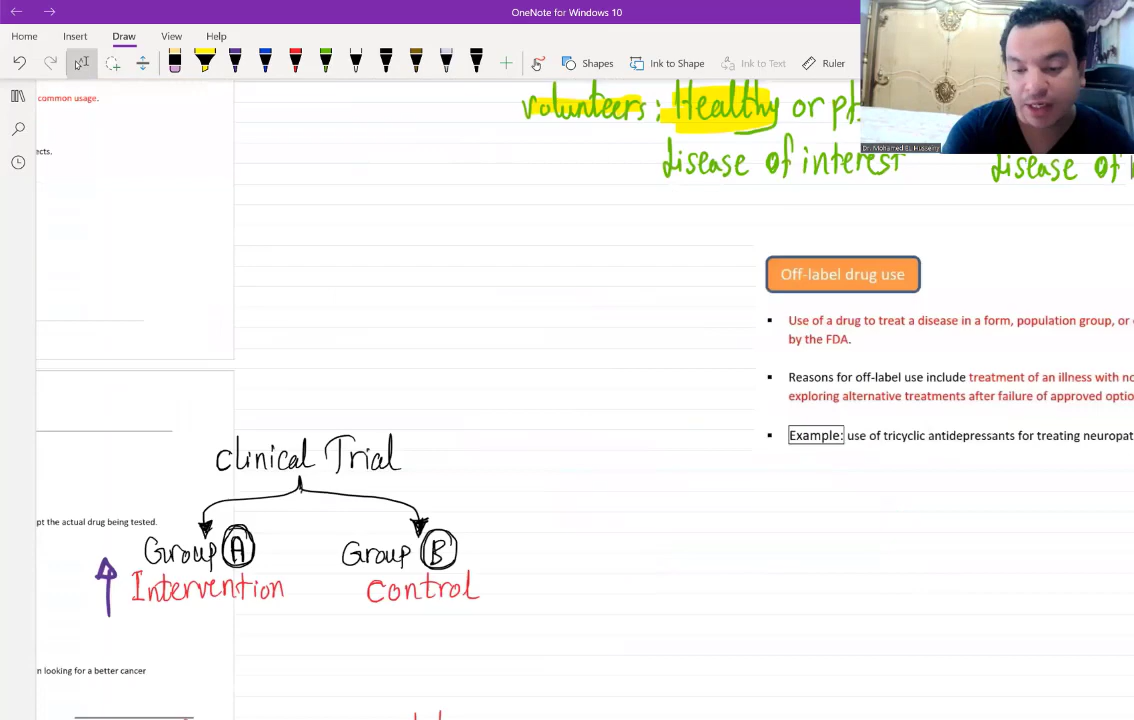 OneNote for Windows 10
Home Insert Draw View Help
Shapes Ink to Shape Ink to Text Ruler
common usage.
ects.
volunteers: Healthy or pt.
disease of interest
disease of
Dr. Mohamed EL Husseiny
Off-label drug use
▪ Use of a drug to treat a disease in a form, population group, or
by the FDA.
▪ Reasons for off-label use include treatment of an illness with no
exploring alternative treatments after failure of approved optio
▪ Example: use of tricyclic antidepressants for treating neuropat
clinical Trial
pt the actual drug being tested.
Group A Group B
Intervention control
n looking for a better cancer